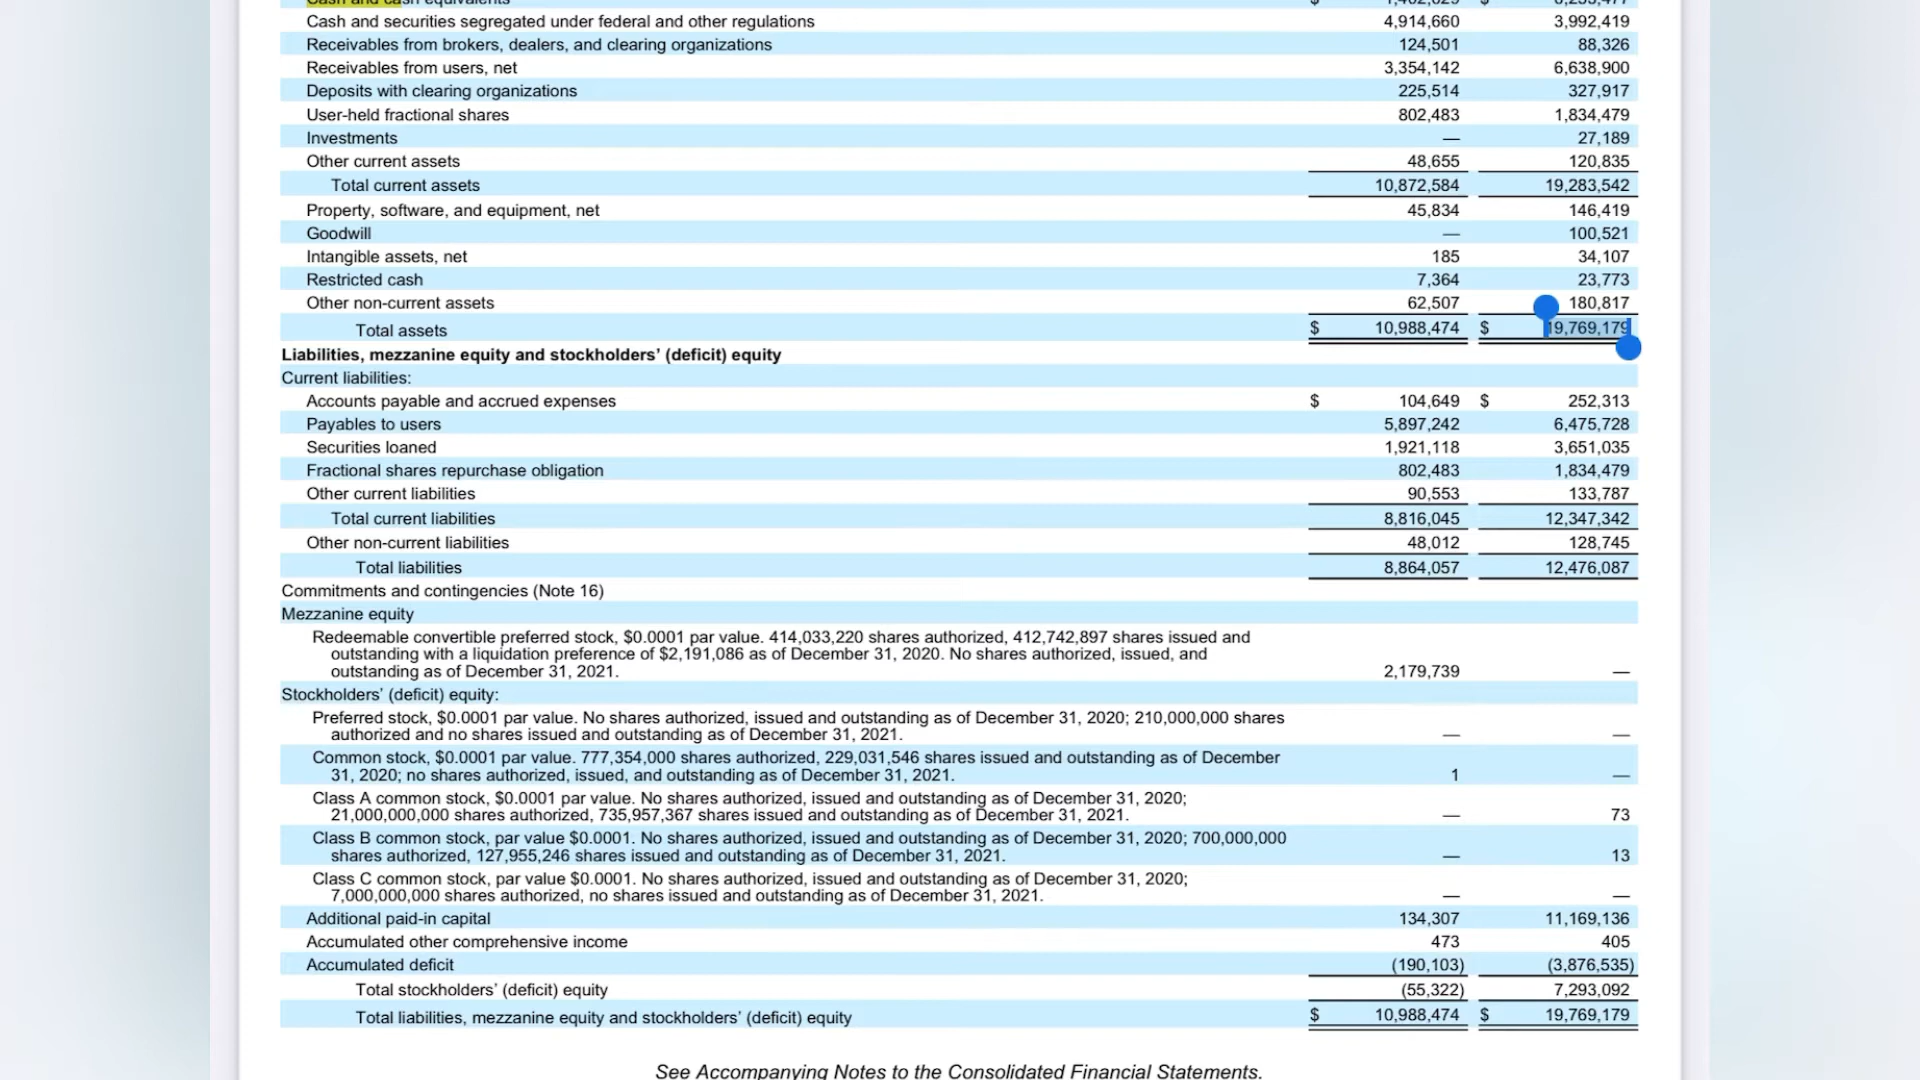 Cash and cash equivalents $ $
Cash and securities segregated under federal and other regulations 4,914,660 3,992,419
Receivables from brokers, dealers, and clearing organizations 124,501 88,326
Receivables from users, net 3,354,142 6,638,900
Deposits with clearing organizations 225,514 327,917
User-held fractional shares 802,483 1,834,479
Investments — 27,189
Other current assets 48,655 120,835
Total current assets 10,872,584 19,283,542
Property, software, and equipment, net 45,834 146,419
Goodwill — 100,521
Intangible assets, net 185 34,107
Restricted cash 7,364 23,773
Other non-current assets 62,507 180,817
Total assets $ 10,988,474 $ 19,769,179
Liabilities, mezzanine equity and stockholders’ (deficit) equity
Current liabilities:
Accounts payable and accrued expenses $ 104,649 $ 252,313
Payables to users 5,897,242 6,475,728
Securities loaned 1,921,118 3,651,035
Fractional shares repurchase obligation 802,483 1,834,479
Other current liabilities 90,553 133,787
Total current liabilities 8,816,045 12,347,342
Other non-current liabilities 48,012 128,745
Total liabilities 8,864,057 12,476,087
Commitments and contingencies (Note 16)
Mezzanine equity
Redeemable convertible preferred stock, $0.0001 par value. 414,033,220 shares authorized, 412,742,897 shares issued and
outstanding with a liquidation preference of $2,191,086 as of December 31, 2020. No shares authorized, issued, and
outstanding as of December 31, 2021. 2,179,739 —
Stockholders’ (deficit) equity:
Preferred stock, $0.0001 par value. No shares authorized, issued and outstanding as of December 31, 2020; 210,000,000 shares
authorized and no shares issued and outstanding as of December 31, 2021. — —
Common stock, $0.0001 par value. 777,354,000 shares authorized, 229,031,546 shares issued and outstanding as of December
31, 2020; no shares authorized, issued, and outstanding as of December 31, 2021. 1 —
Class A common stock, $0.0001 par value. No shares authorized, issued and outstanding as of December 31, 2020;
21,000,000,000 shares authorized, 735,957,367 shares issued and outstanding as of December 31, 2021. — 73
Class B common stock, par value $0.0001. No shares authorized, issued and outstanding as of December 31, 2020; 700,000,000
shares authorized, 127,955,246 shares issued and outstanding as of December 31, 2021. — 13
Class C common stock, par value $0.0001. No shares authorized, issued and outstanding as of December 31, 2020;
7,000,000,000 shares authorized, no shares issued and outstanding as of December 31, 2021. — —
Additional paid-in capital 134,307 11,169,136
Accumulated other comprehensive income 473 405
Accumulated deficit (190,103) (3,876,535)
Total stockholders’ (deficit) equity (55,322) 7,293,092
Total liabilities, mezzanine equity and stockholders’ (deficit) equity $ 10,988,474 $ 19,769,179
See Accompanying Notes to the Consolidated Financial Statements.